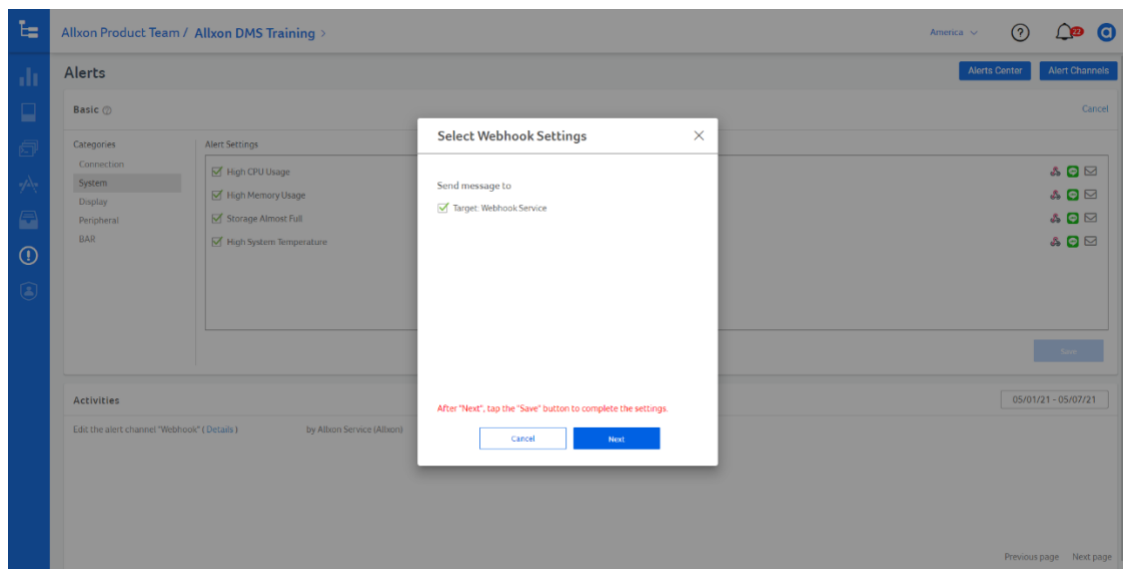 Allxon Product Team / Allxon DMS Training >
America
22
Alerts
Alerts Center
Alert Channels
Basic
Cancel
Categories
Connection
System
Display
Peripheral
BAR
Alert Settings
High CPU Usage
High Memory Usage
Storage Almost Full
High System Temperature
Save
Select Webhook Settings
Send message to
Target: Webhook Service
After "Next", tap the "Save" button to complete the settings.
Cancel
Next
Activities
05/01/21 - 05/07/21
Edit the alert channel "Webhook" ( Details )
by Allxon Service (Allxon)
Previous page
Next page